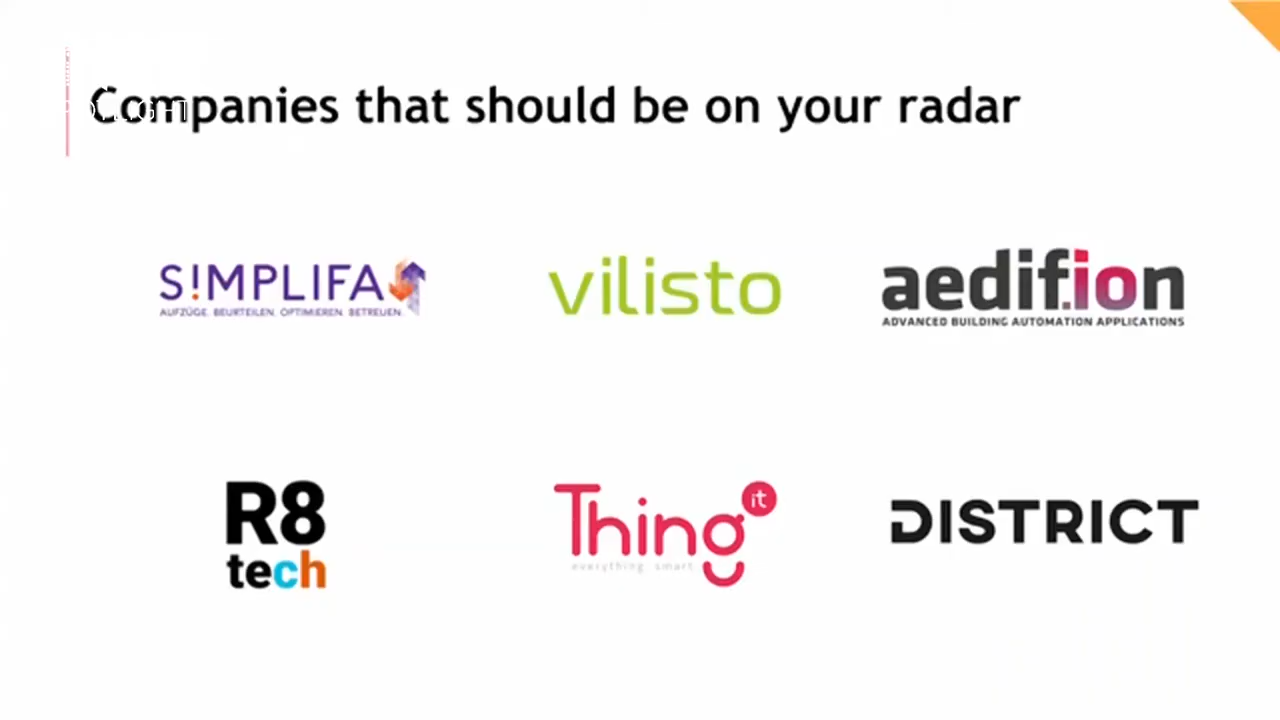 Companies that should be on your radar
S!MPLIFA
AUFZÜGE. BEURTEILEN. OPTIMIEREN. BETREUEN.
vilisto
aedifion
ADVANCED BUILDING AUTOMATION APPLICATIONS
R8
tech
Thing it
everything. smart
DISTRICT